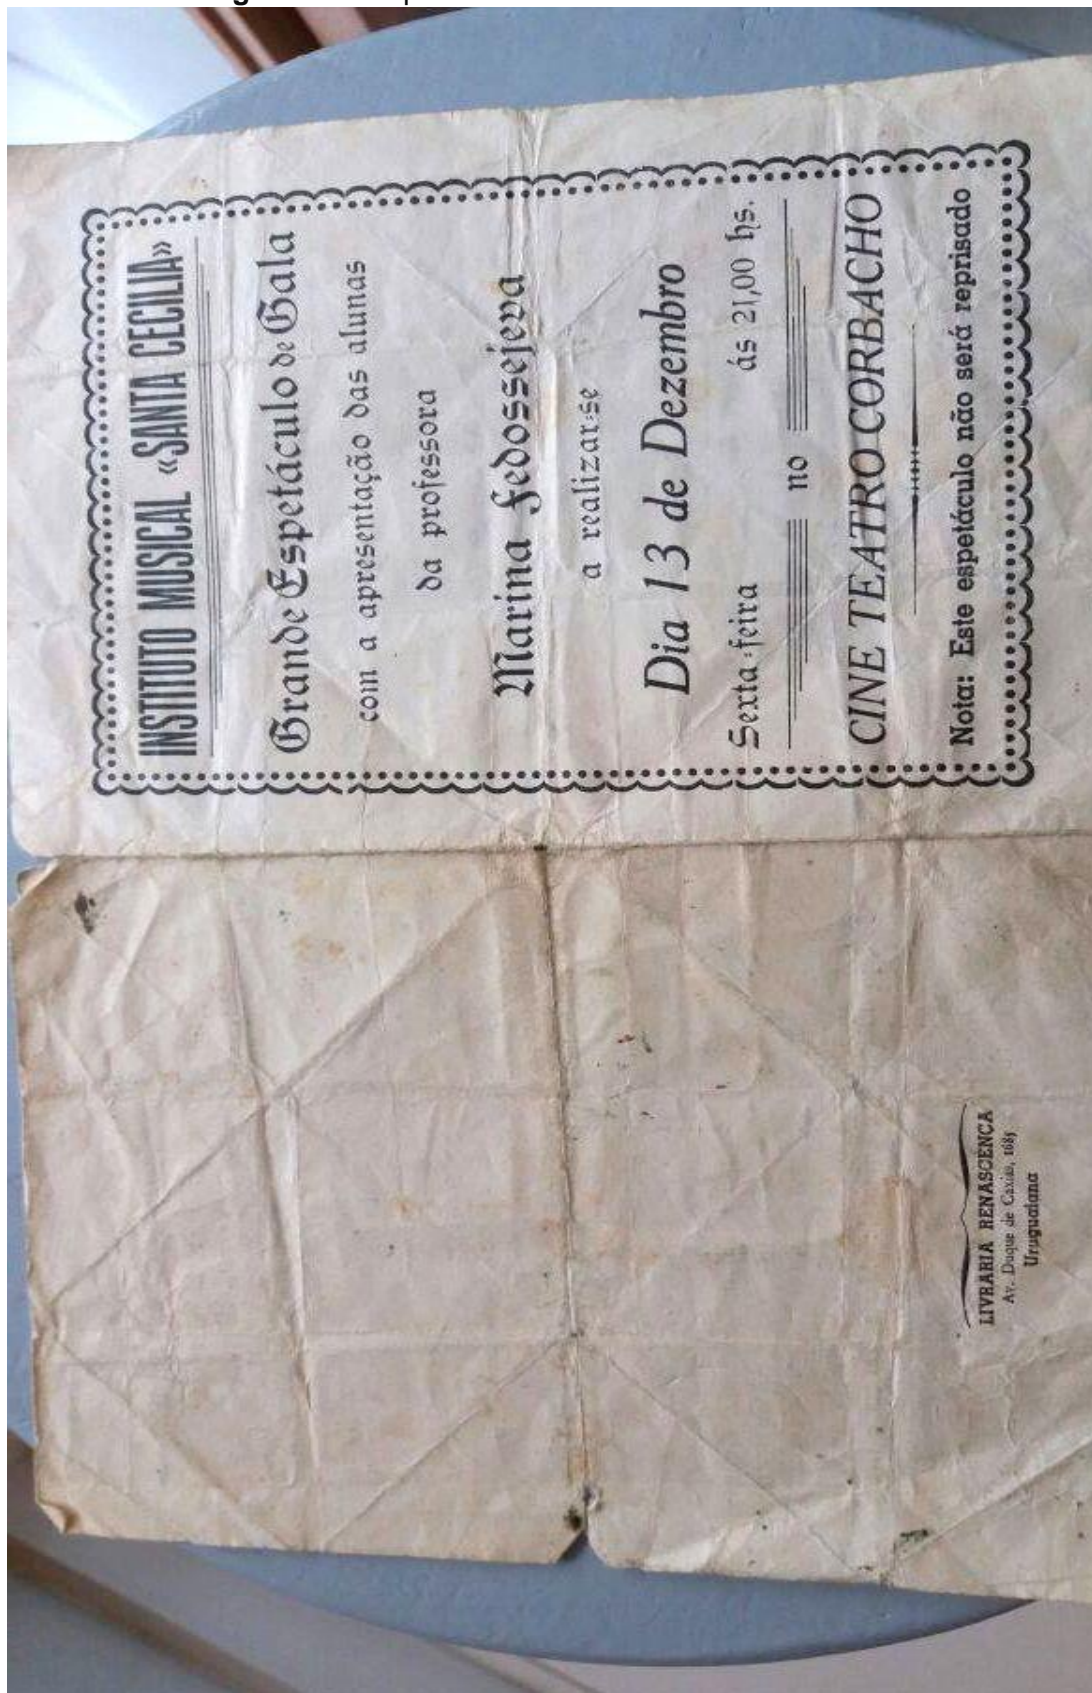 INSTITUTO MUSICAL «SANTA CECILIA»
Grande Espetáculo de Gala
com a apresentação das alunas
da professora
Marina Fedossejeva
a realizar-se
Dia 13 de Dezembro
Sexta-feira ás 21,00 hs.
no
CINE TEATRO CORBACHO
Nota: Este espetáculo não será reprisado
LIVRARIA RENASCENCA
Av. Duque de Caxias,
Uruguaiana